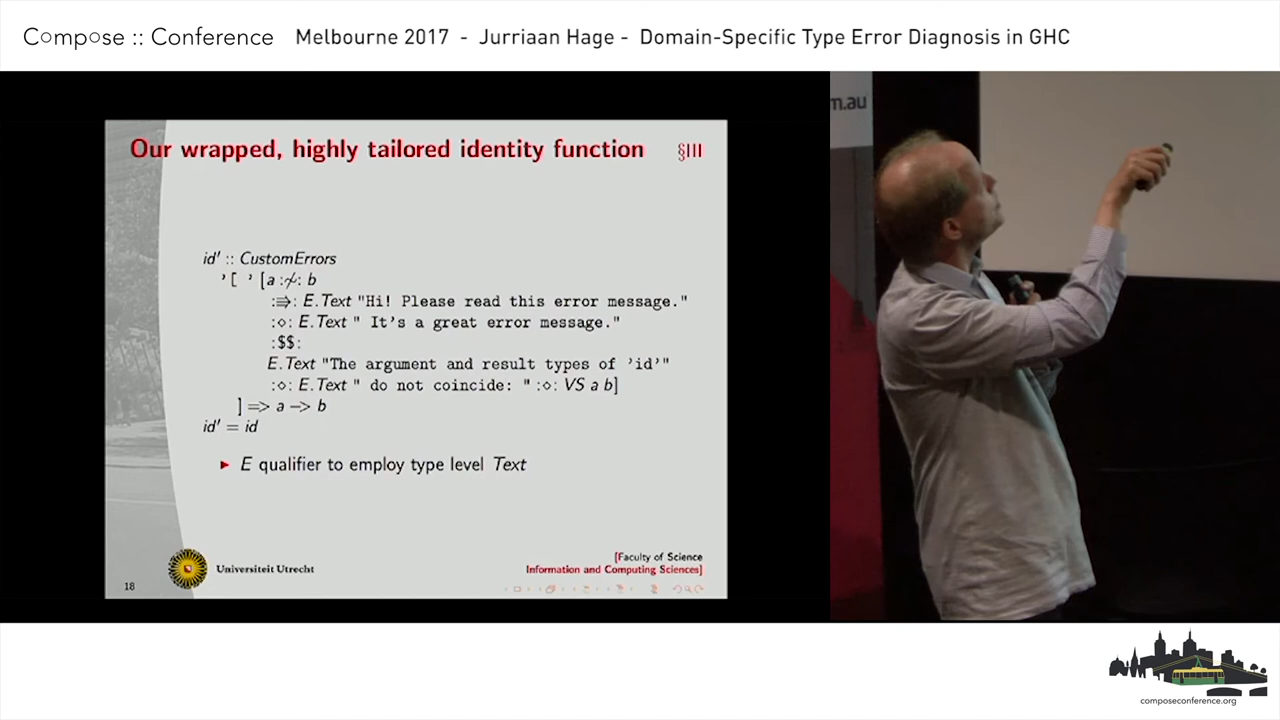 Compose :: Conference Melbourne 2017 - Jurriaan Hage - Domain-Specific Type Error Diagnosis in GHC
m.au
Our wrapped, highly tailored identity function §III
id′ :: CustomErrors
'[ '[a :≁: b
:⇛: E.Text "Hi! Please read this error message."
:⋄: E.Text " It's a great error message."
:$$:
E.Text "The argument and result types of 'id'"
:⋄: E.Text " do not coincide: " :⋄: VS a b]
] => a -> b
id′ = id
► E qualifier to employ type level Text
[Faculty of Science
Universiteit Utrecht Information and Computing Sciences]
18
composeconference.org